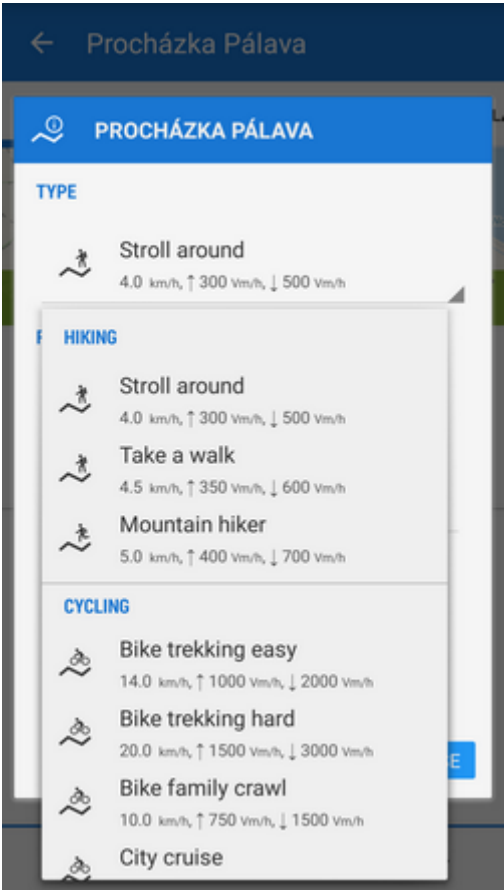 Procházka Pálava
PROCHÁZKA PÁLAVA
TYPE
Stroll around
4.0 km/h, ↑ 300 Vm/h, ↓ 500 Vm/h
HIKING
Stroll around
4.0 km/h, ↑ 300 Vm/h, ↓ 500 Vm/h
Take a walk
4.5 km/h, ↑ 350 Vm/h, ↓ 600 Vm/h
Mountain hiker
5.0 km/h, ↑ 400 Vm/h, ↓ 700 Vm/h
CYCLING
Bike trekking easy
14.0 km/h, ↑ 1000 Vm/h, ↓ 2000 Vm/h
Bike trekking hard
20.0 km/h, ↑ 1500 Vm/h, ↓ 3000 Vm/h
Bike family crawl
10.0 km/h, ↑ 750 Vm/h, ↓ 1500 Vm/h
City cruise